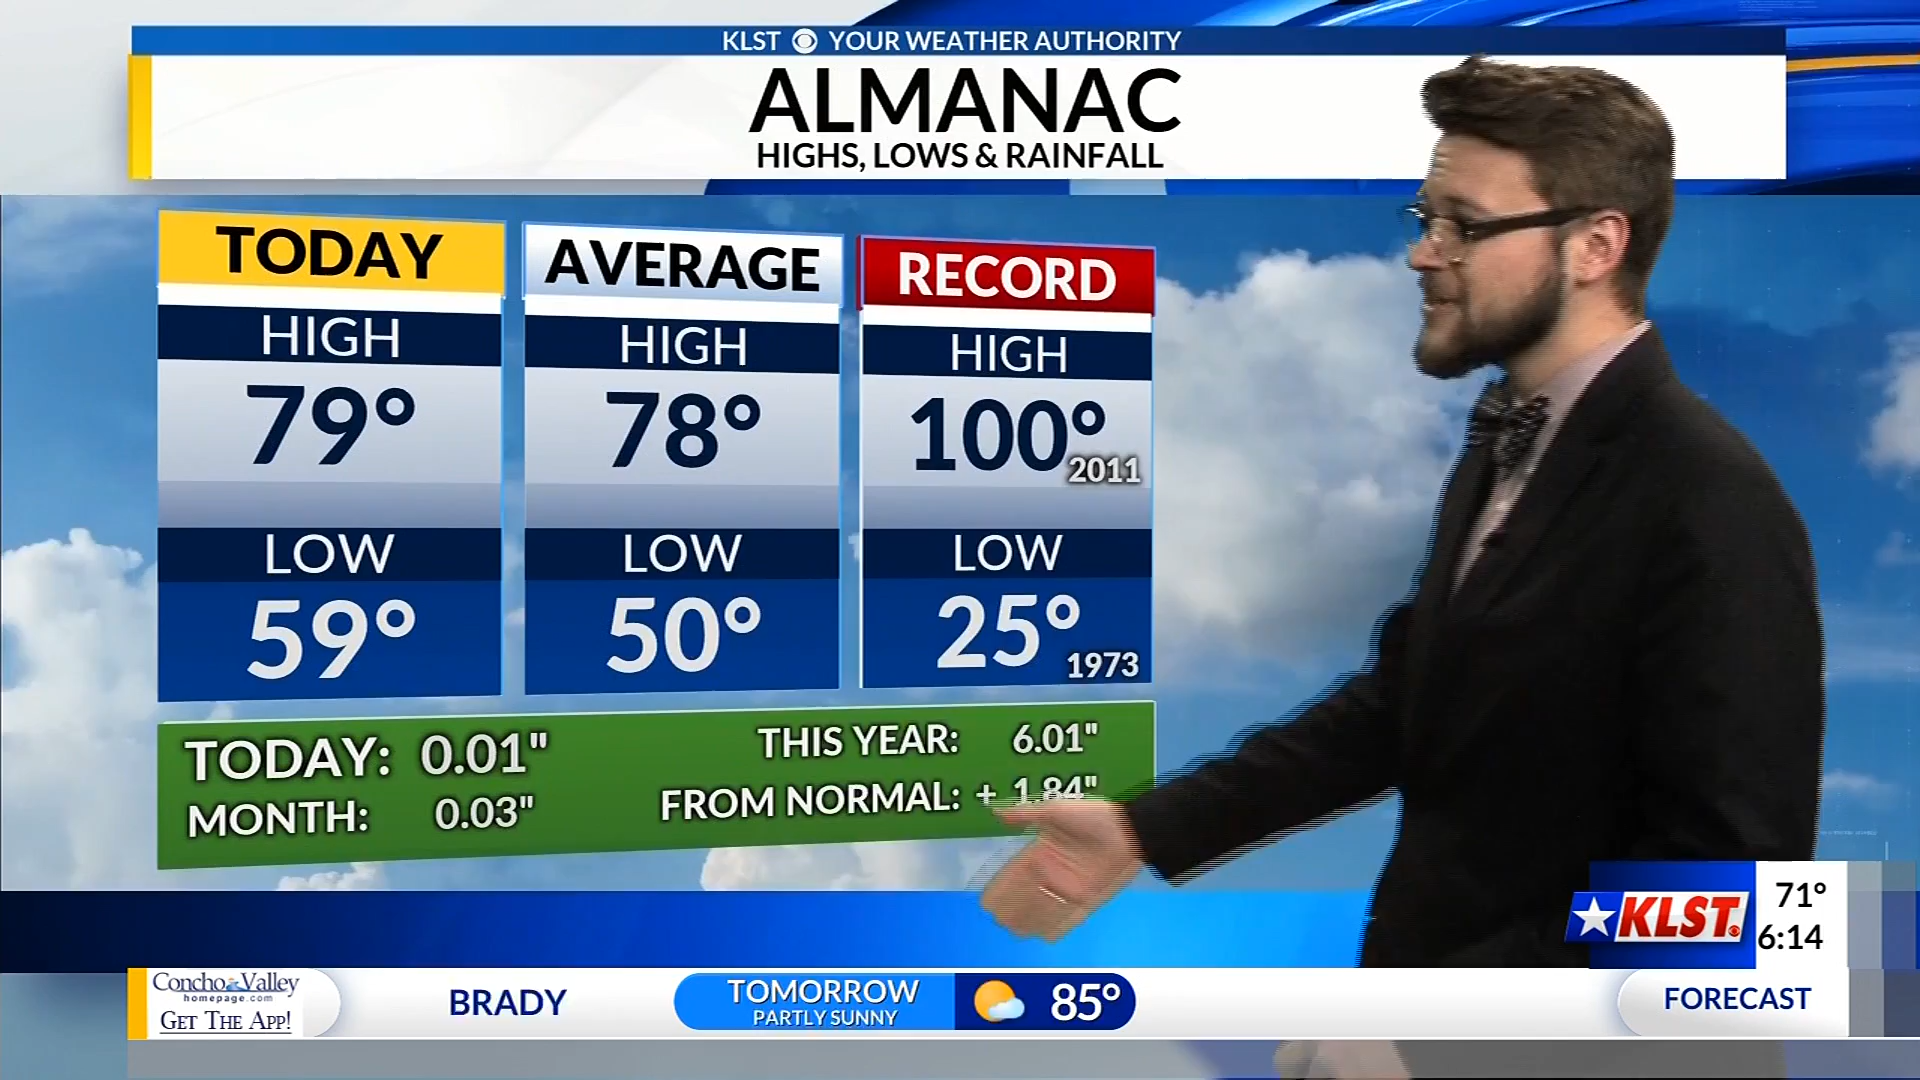 KLST YOUR WEATHER AUTHORITY
ALMANAC
HIGHS, LOWS & RAINFALL
TODAY
HIGH
79°
LOW
59°
AVERAGE
HIGH
78°
LOW
50°
RECORD
HIGH
100°
2011
LOW
25°
1973
TODAY: 0.01"
MONTH: 0.03"
THIS YEAR: 6.01"
FROM NORMAL: + 1.84"
KLST
71°
6:14
Concho Valley
homepage.com
GET THE APP!
BRADY
TOMORROW
PARTLY SUNNY
85°
FORECAST